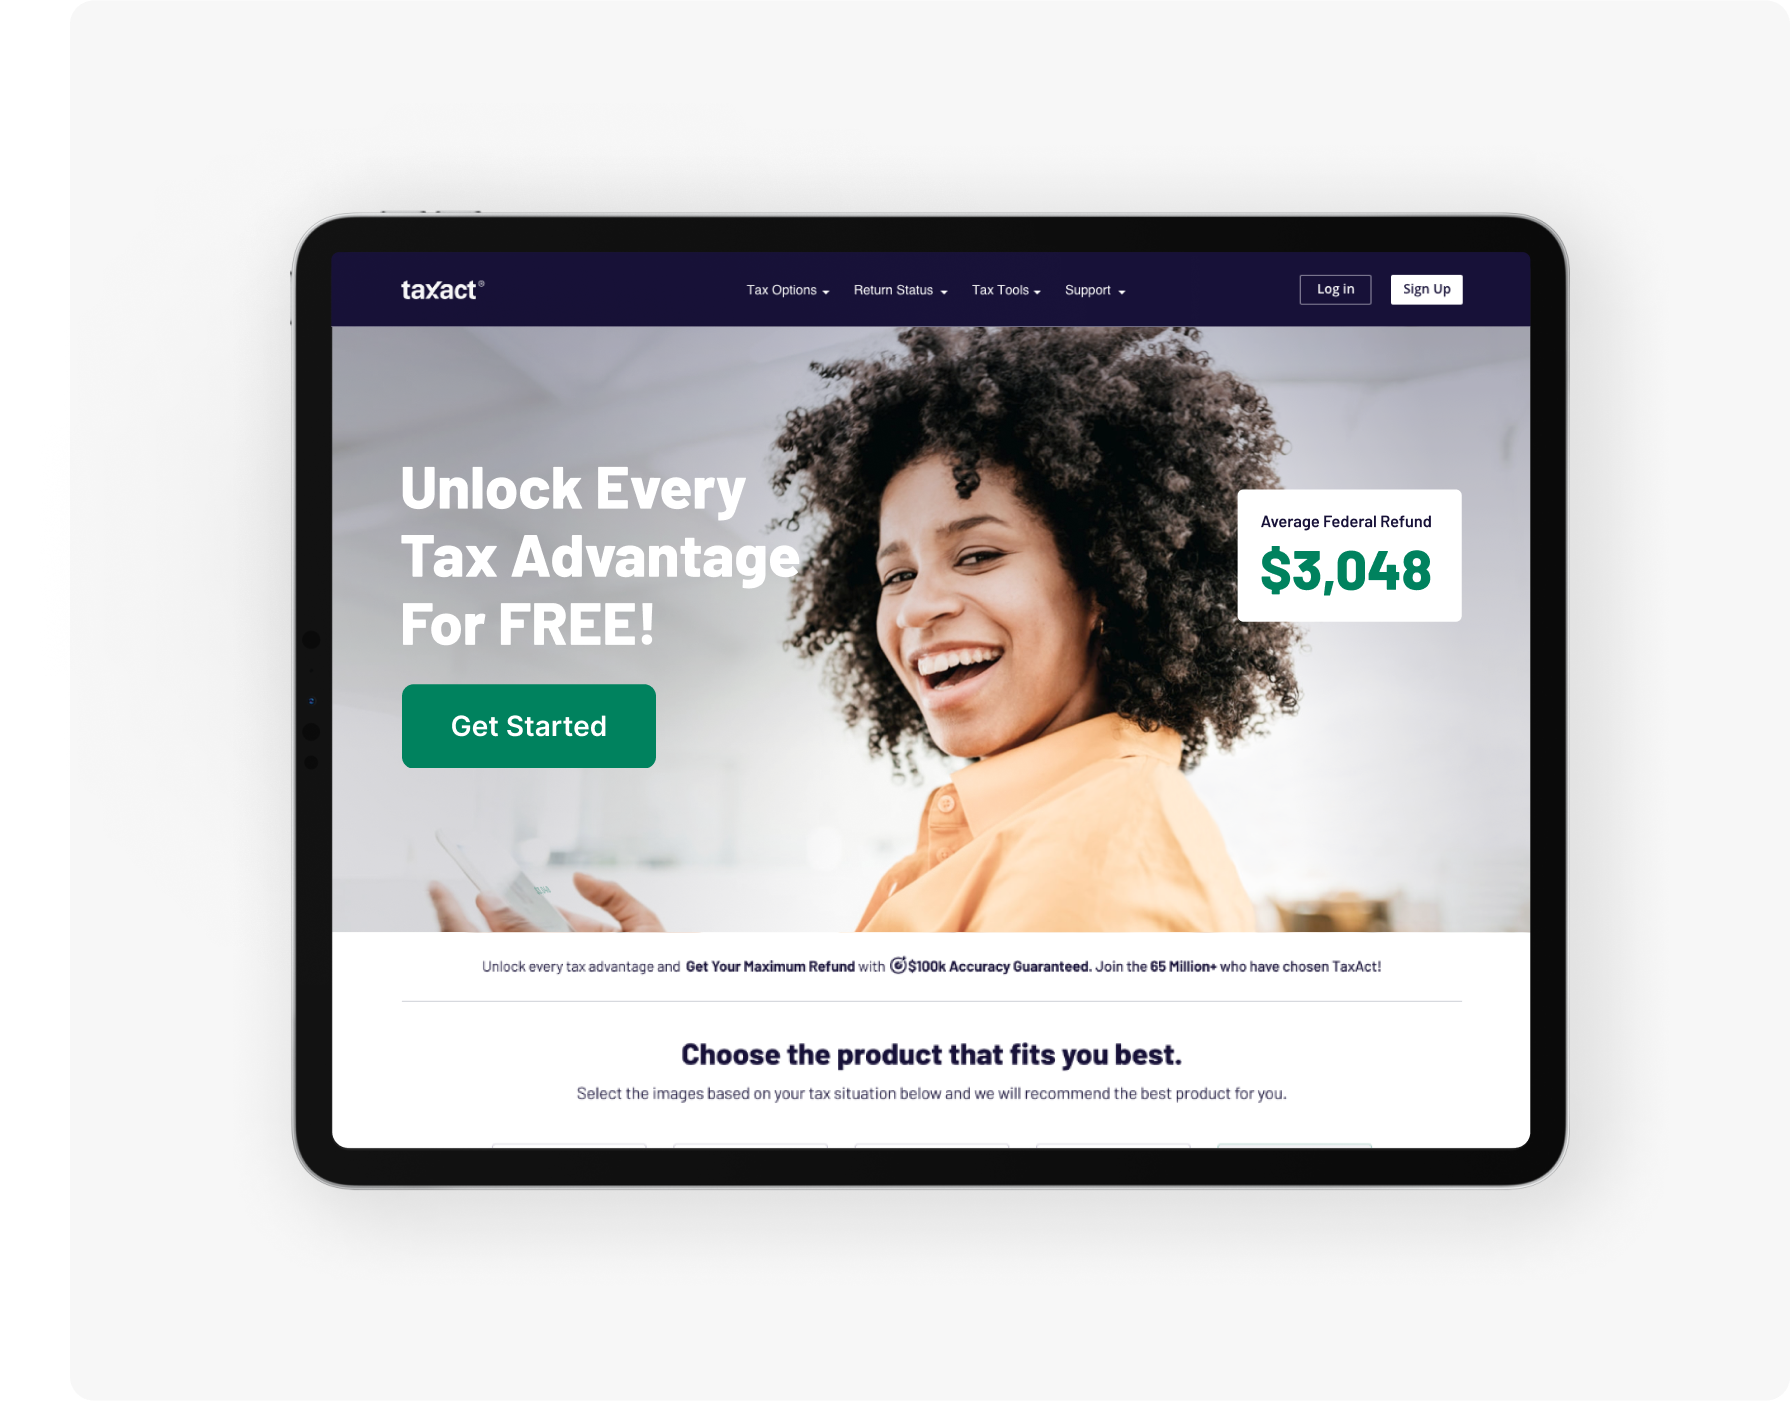 taxact®
Tax Options Return Status Tax Tools Support
Log in Sign Up
Unlock Every
Tax Advantage
For FREE!
Get Started
Average Federal Refund
$3,048
Unlock every tax advantage and Get Your Maximum Refund with $100k Accuracy Guaranteed. Join the 65 Million+ who have chosen TaxAct!
Choose the product that fits you best.
Select the images based on your tax situation below and we will recommend the best product for you.